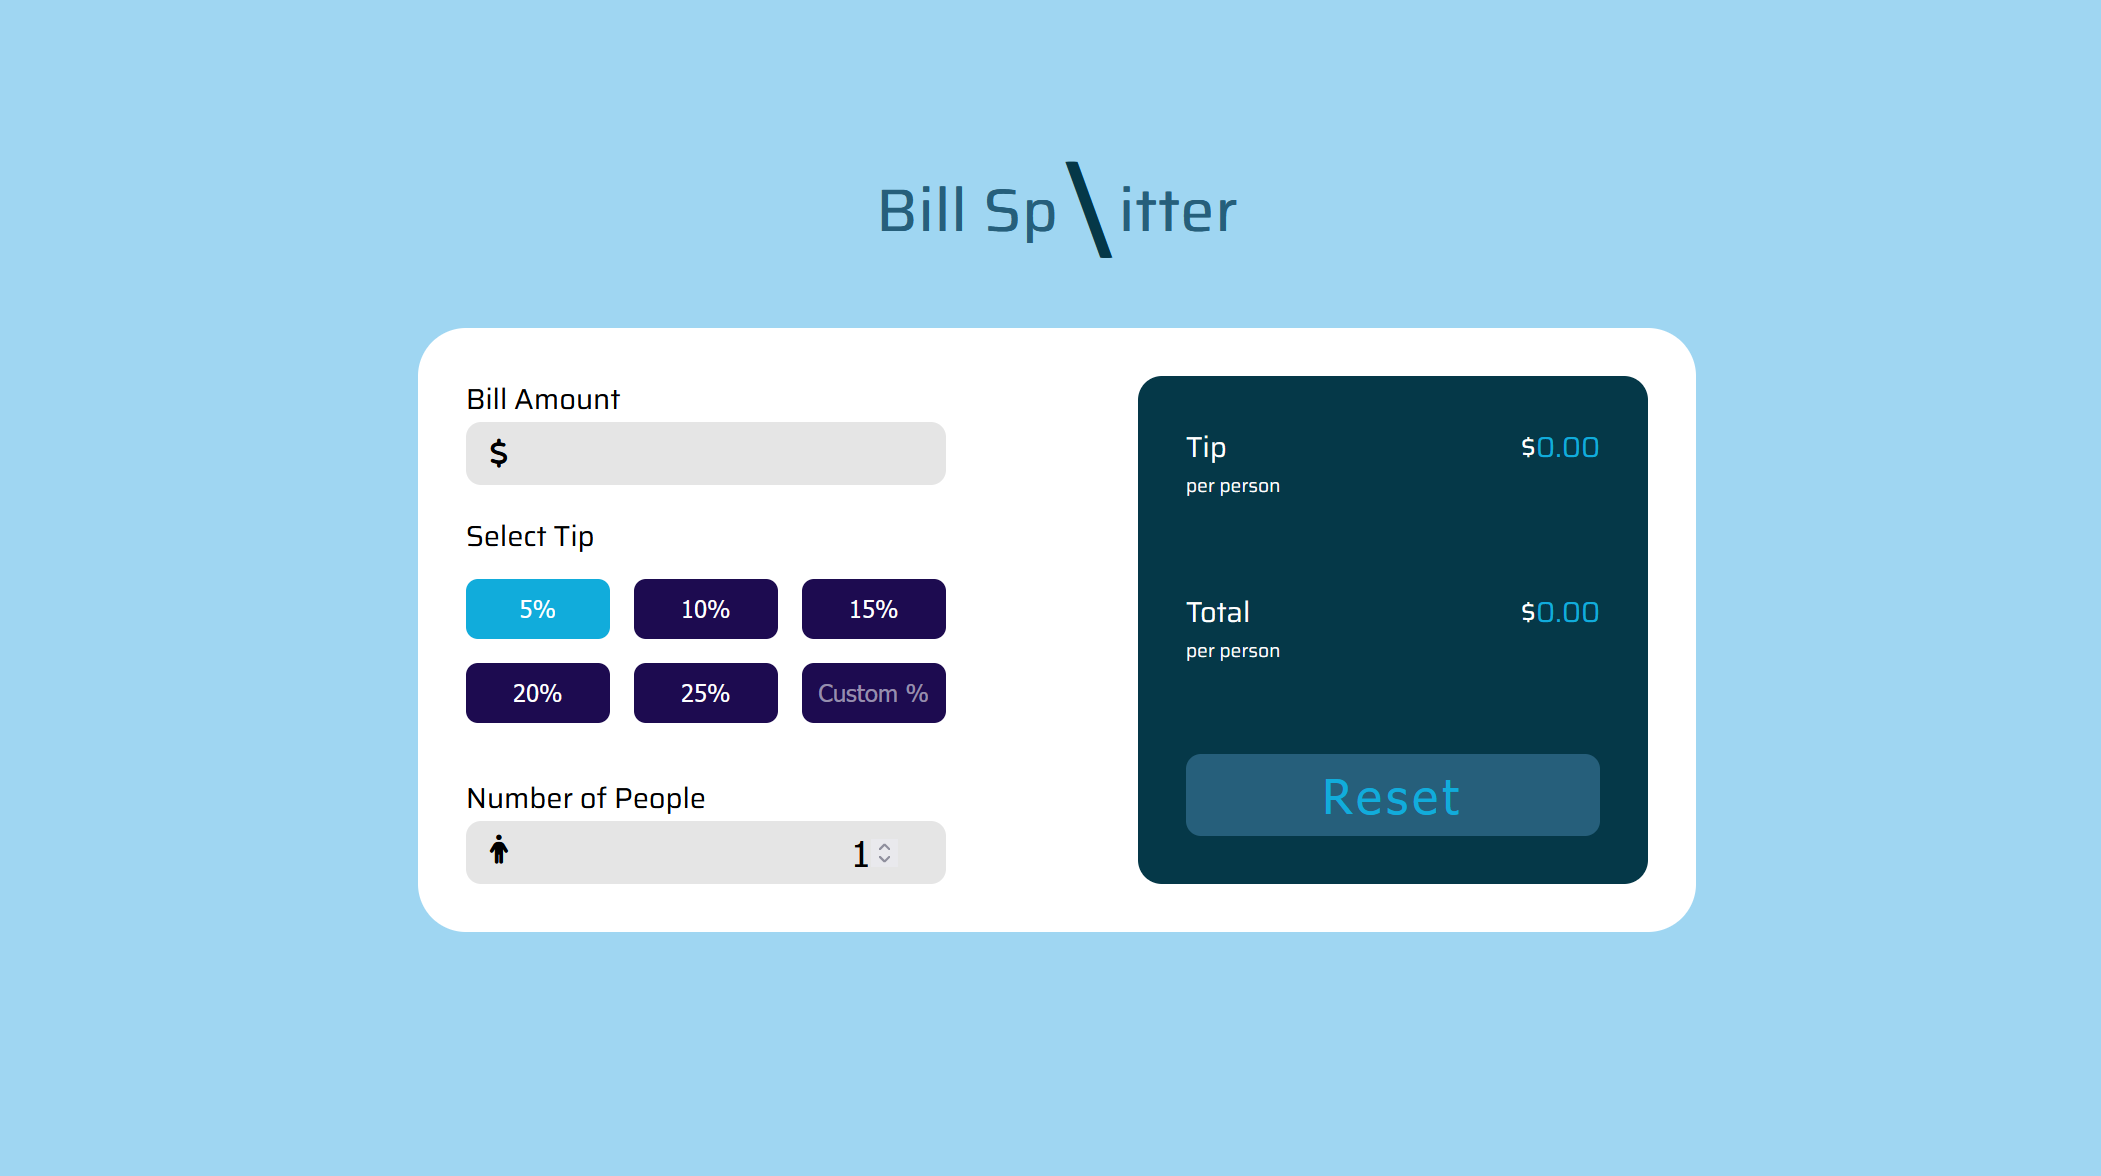 Bill Sp\itter
Bill Amount
$
Select Tip
5% 10% 15%
20% 25% Custom %
Number of People
1
Tip $0.00
per person
Total $0.00
per person
Reset